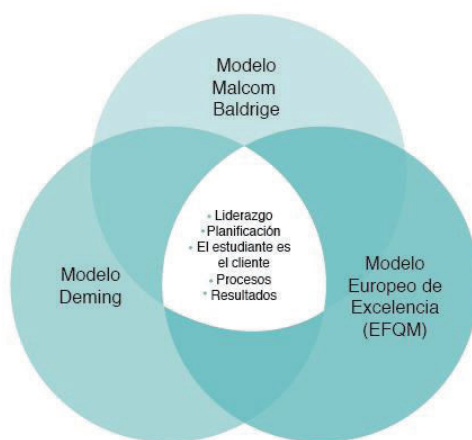 Modelo
Malcom
Baldrige
• Liderazgo
• Planificación
• El estudiante es
el cliente
• Procesos
• Resultados
Modelo
Deming
Modelo
Europeo de
Excelencia
(EFQM)